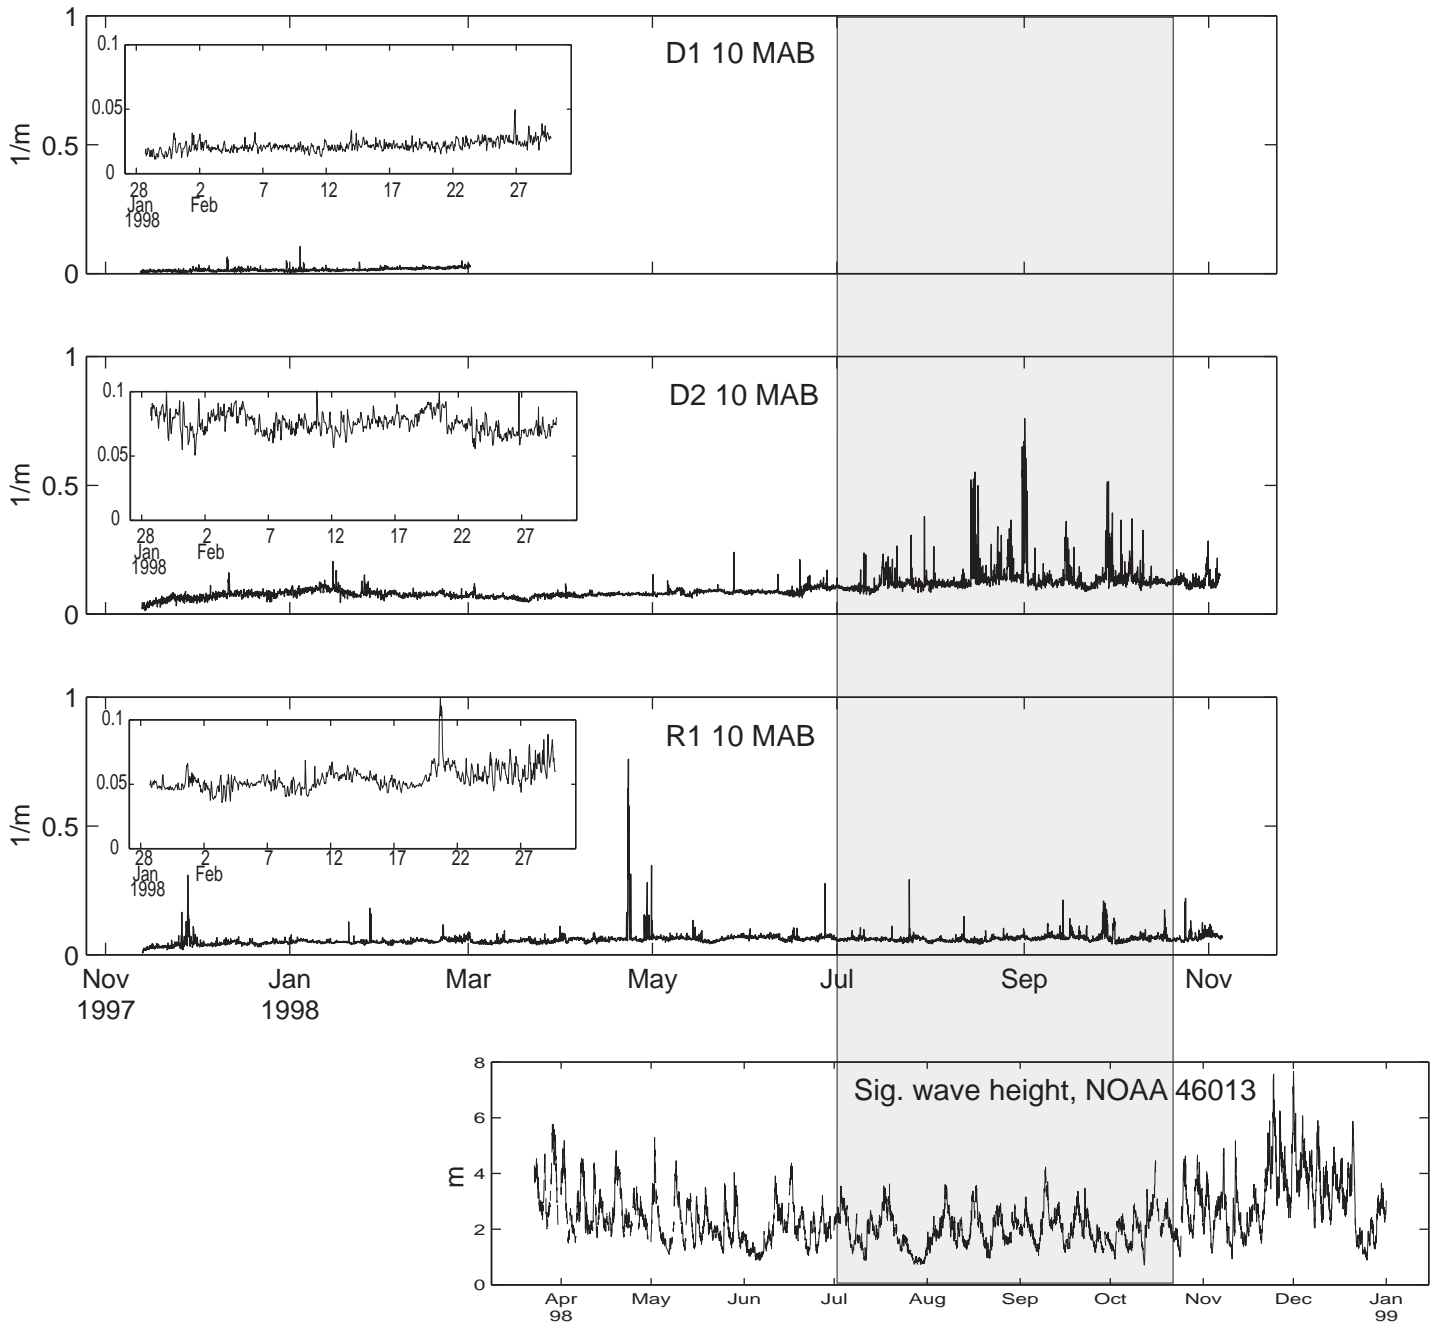 1
D1 10 MAB
0.1
0.05
0
28 2 7 12 17 22 27
Jan Feb
1998
1/m
0.5
0
1
D2 10 MAB
0.1
0.05
0
28 2 7 12 17 22 27
Jan Feb
1998
1/m
0.5
0
1
R1 10 MAB
0.1
0.05
0
28 2 7 12 17 22 27
Jan Feb
1998
1/m
0.5
0
Nov Jan Mar May Jul Sep Nov
1997 1998
8
Sig. wave height, NOAA 46013
6
m
4
2
0
Apr May Jun Jul Aug Sep Oct Nov Dec Jan
98 99